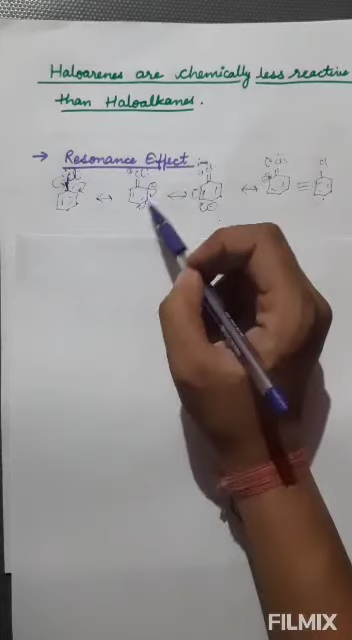 Haloarenes are chemically less reactive
than Haloalkanes.
→ Resonance Effect -
FILMIX